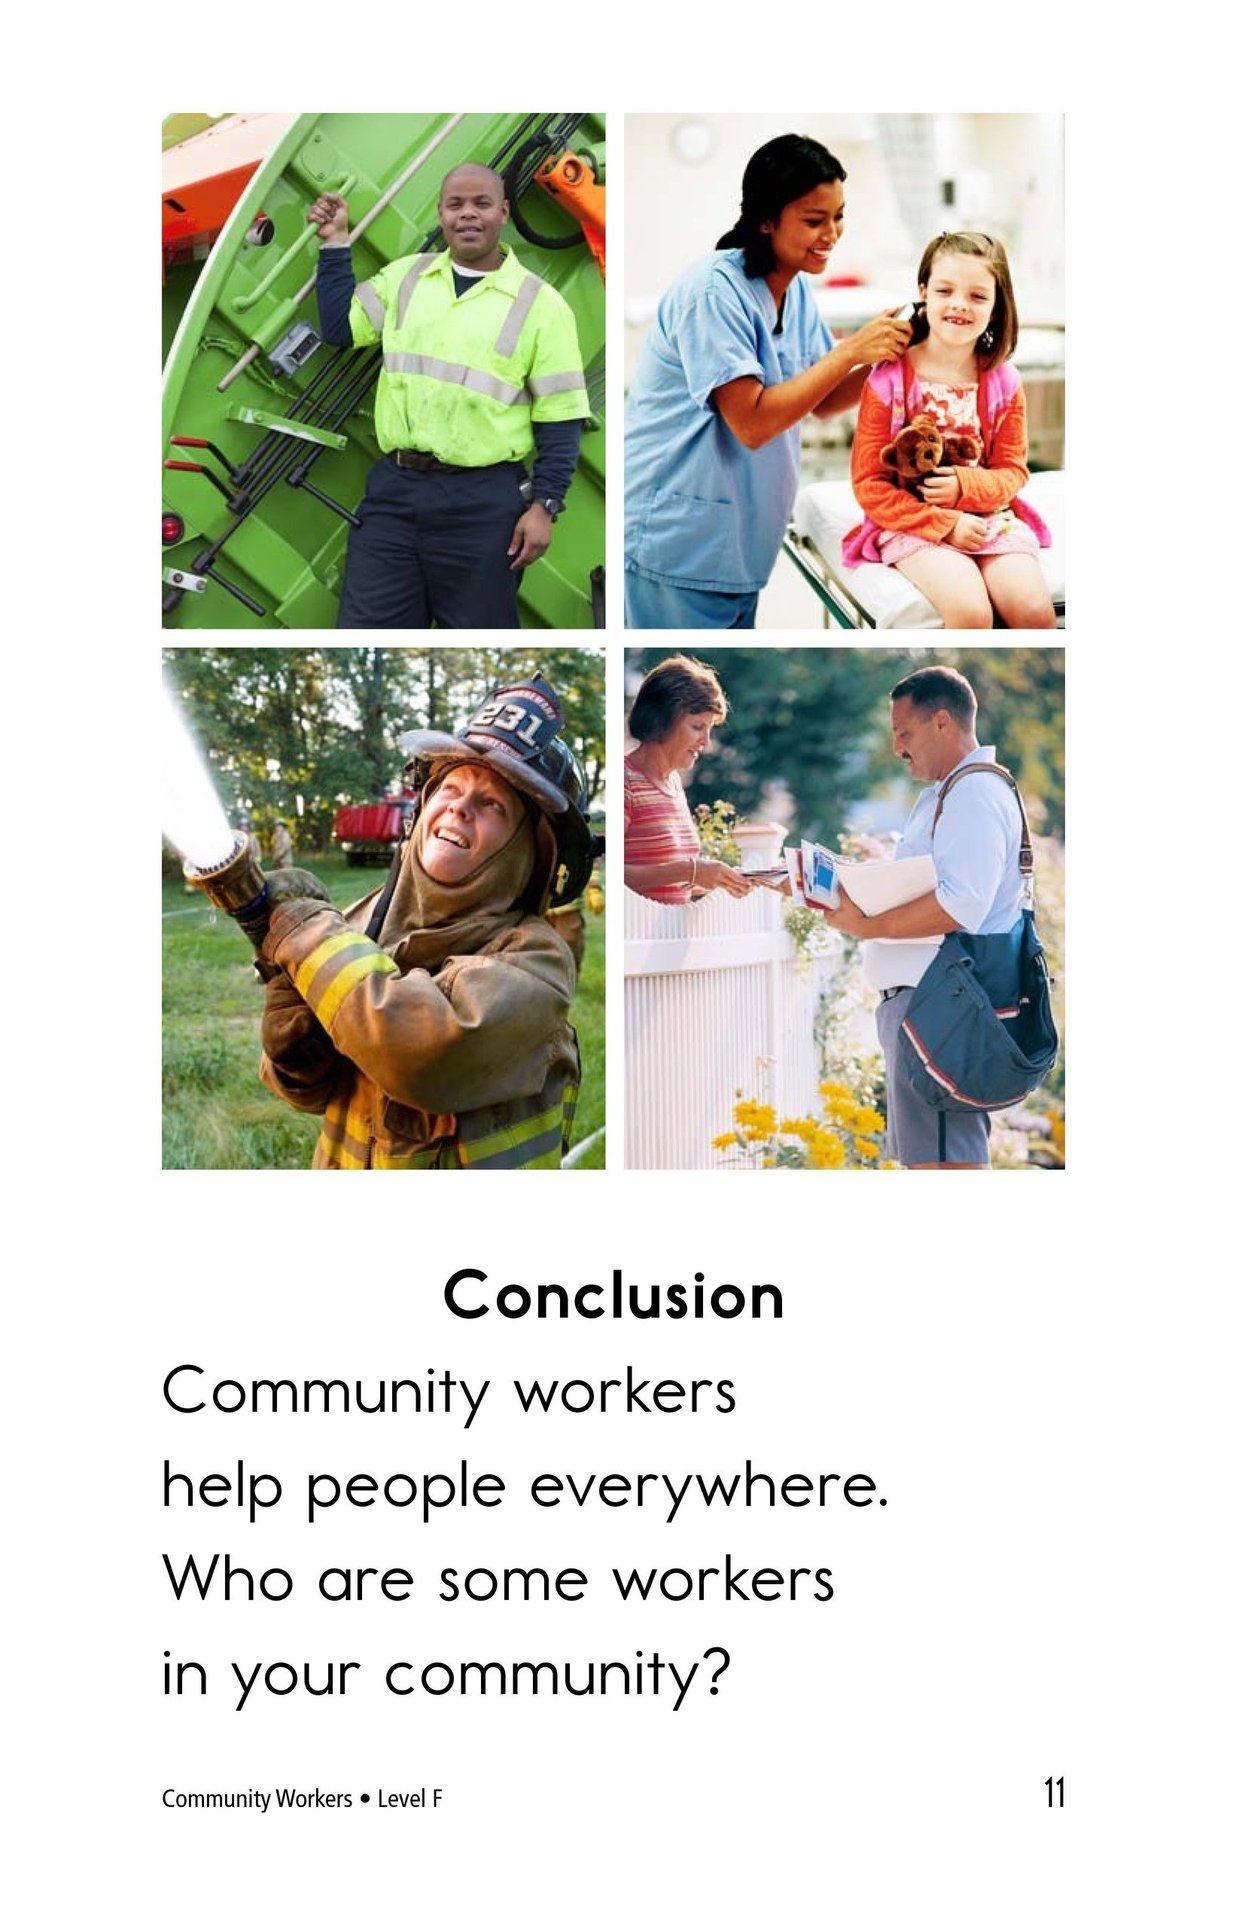 231
Conclusion
Community workers
help people everywhere.
Who are some workers
in your community?
Community Workers • Level F
11